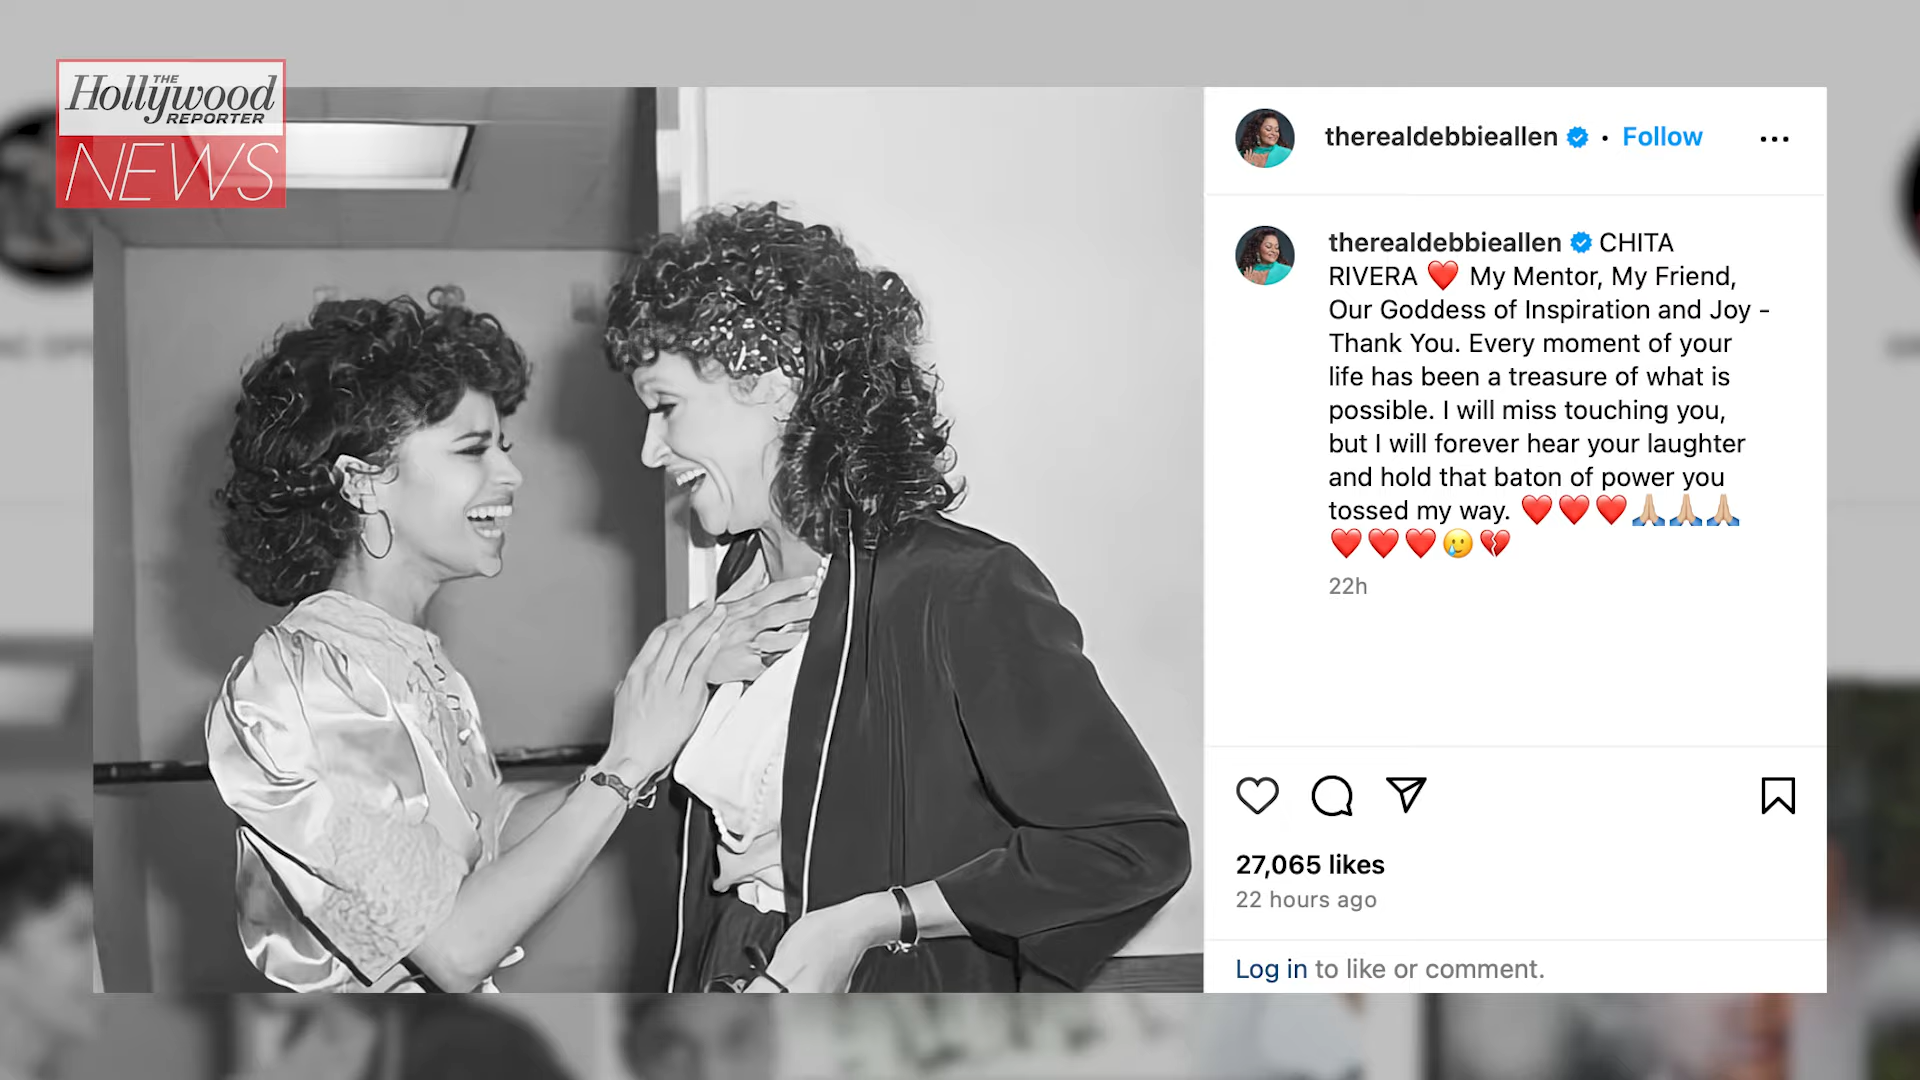 THE
Hollywood
REPORTER
NEWS
therealdebbieallen • Follow
therealdebbieallen CHITA
RIVERA ❤️ My Mentor, My Friend,
Our Goddess of Inspiration and Joy -
Thank You. Every moment of your
life has been a treasure of what is
possible. I will miss touching you,
but I will forever hear your laughter
and hold that baton of power you
tossed my way. ❤️❤️❤️🙏🏼🙏🏼🙏🏼
❤️❤️❤️🥲💔
22h
27,065 likes
22 hours ago
Log in to like or comment.